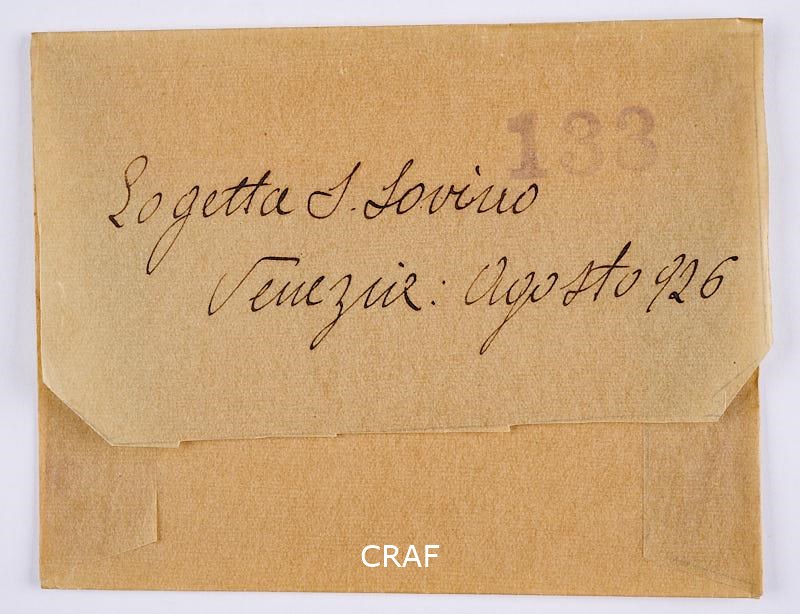 133
Logetta S. Sovino
Venezia: Agosto 926
CRAF